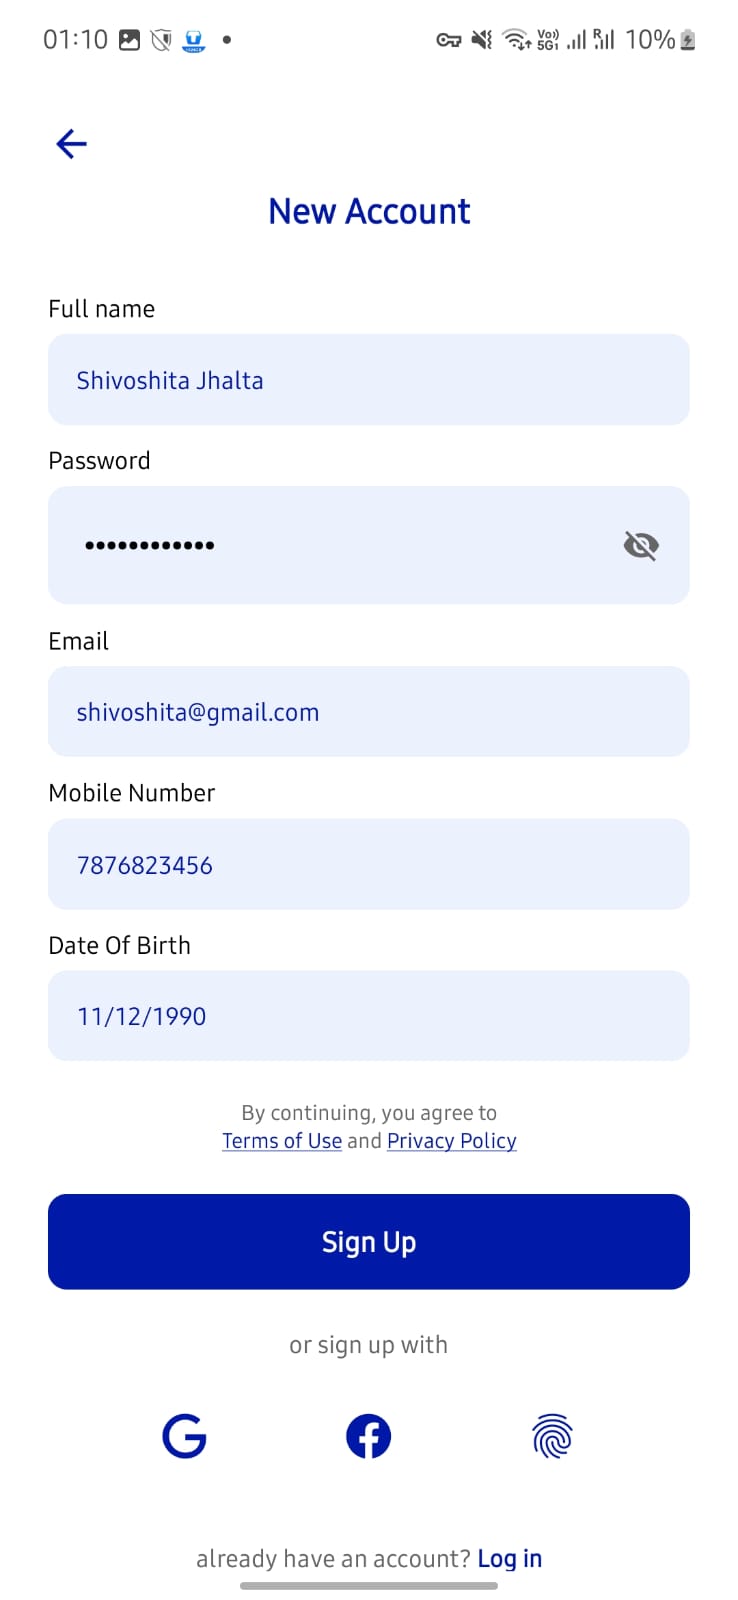 01:10 Vo)) 5G1 R 10%
New Account
Full name
Shivoshita Jhalta
Password
••••••••••••
Email
shivoshita@gmail.com
Mobile Number
7876823456
Date Of Birth
11/12/1990
By continuing, you agree to
Terms of Use and Privacy Policy
Sign Up
or sign up with
already have an account? Log in